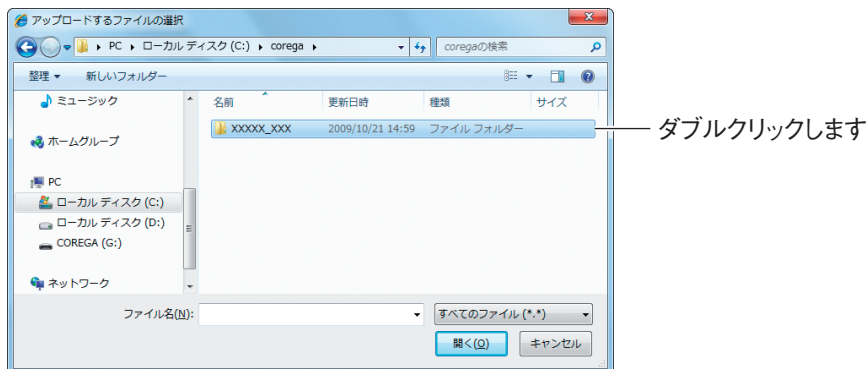 アップロードするファイルの選択
PC ▸ ローカル ディスク (C:) ▸ corega ▸
coregaの検索
整理 ▼ 新しいフォルダー
ミュージック
ホームグループ
PC
ローカル ディスク (C:)
ローカル ディスク (D:)
COREGA (G:)
ネットワーク
名前 更新日時 種類 サイズ
XXXXX_XXX 2009/10/21 14:59 ファイル フォルダー
ダブルクリックします
ファイル名(N):
すべてのファイル (*.*)
開く(O) キャンセル